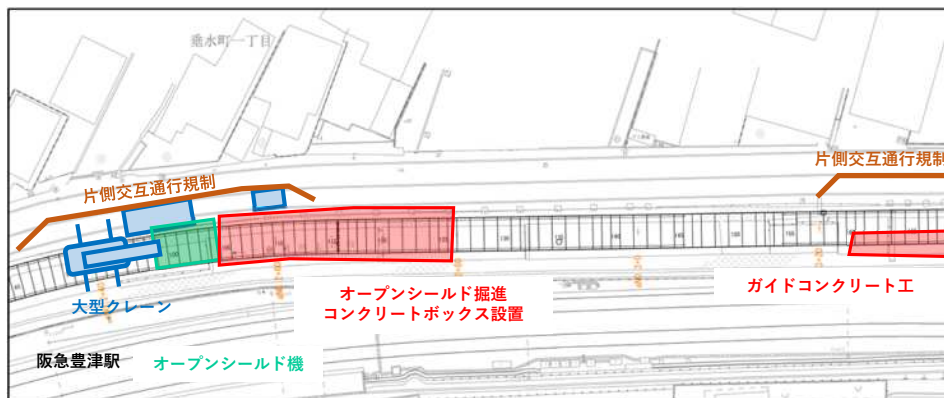 垂水町一丁目
片側交互通行規制
片側交互通行規制
大型クレーン
オープンシールド掘進
コンクリートボックス設置
ガイドコンクリート工
阪急豊津駅
オープンシールド機